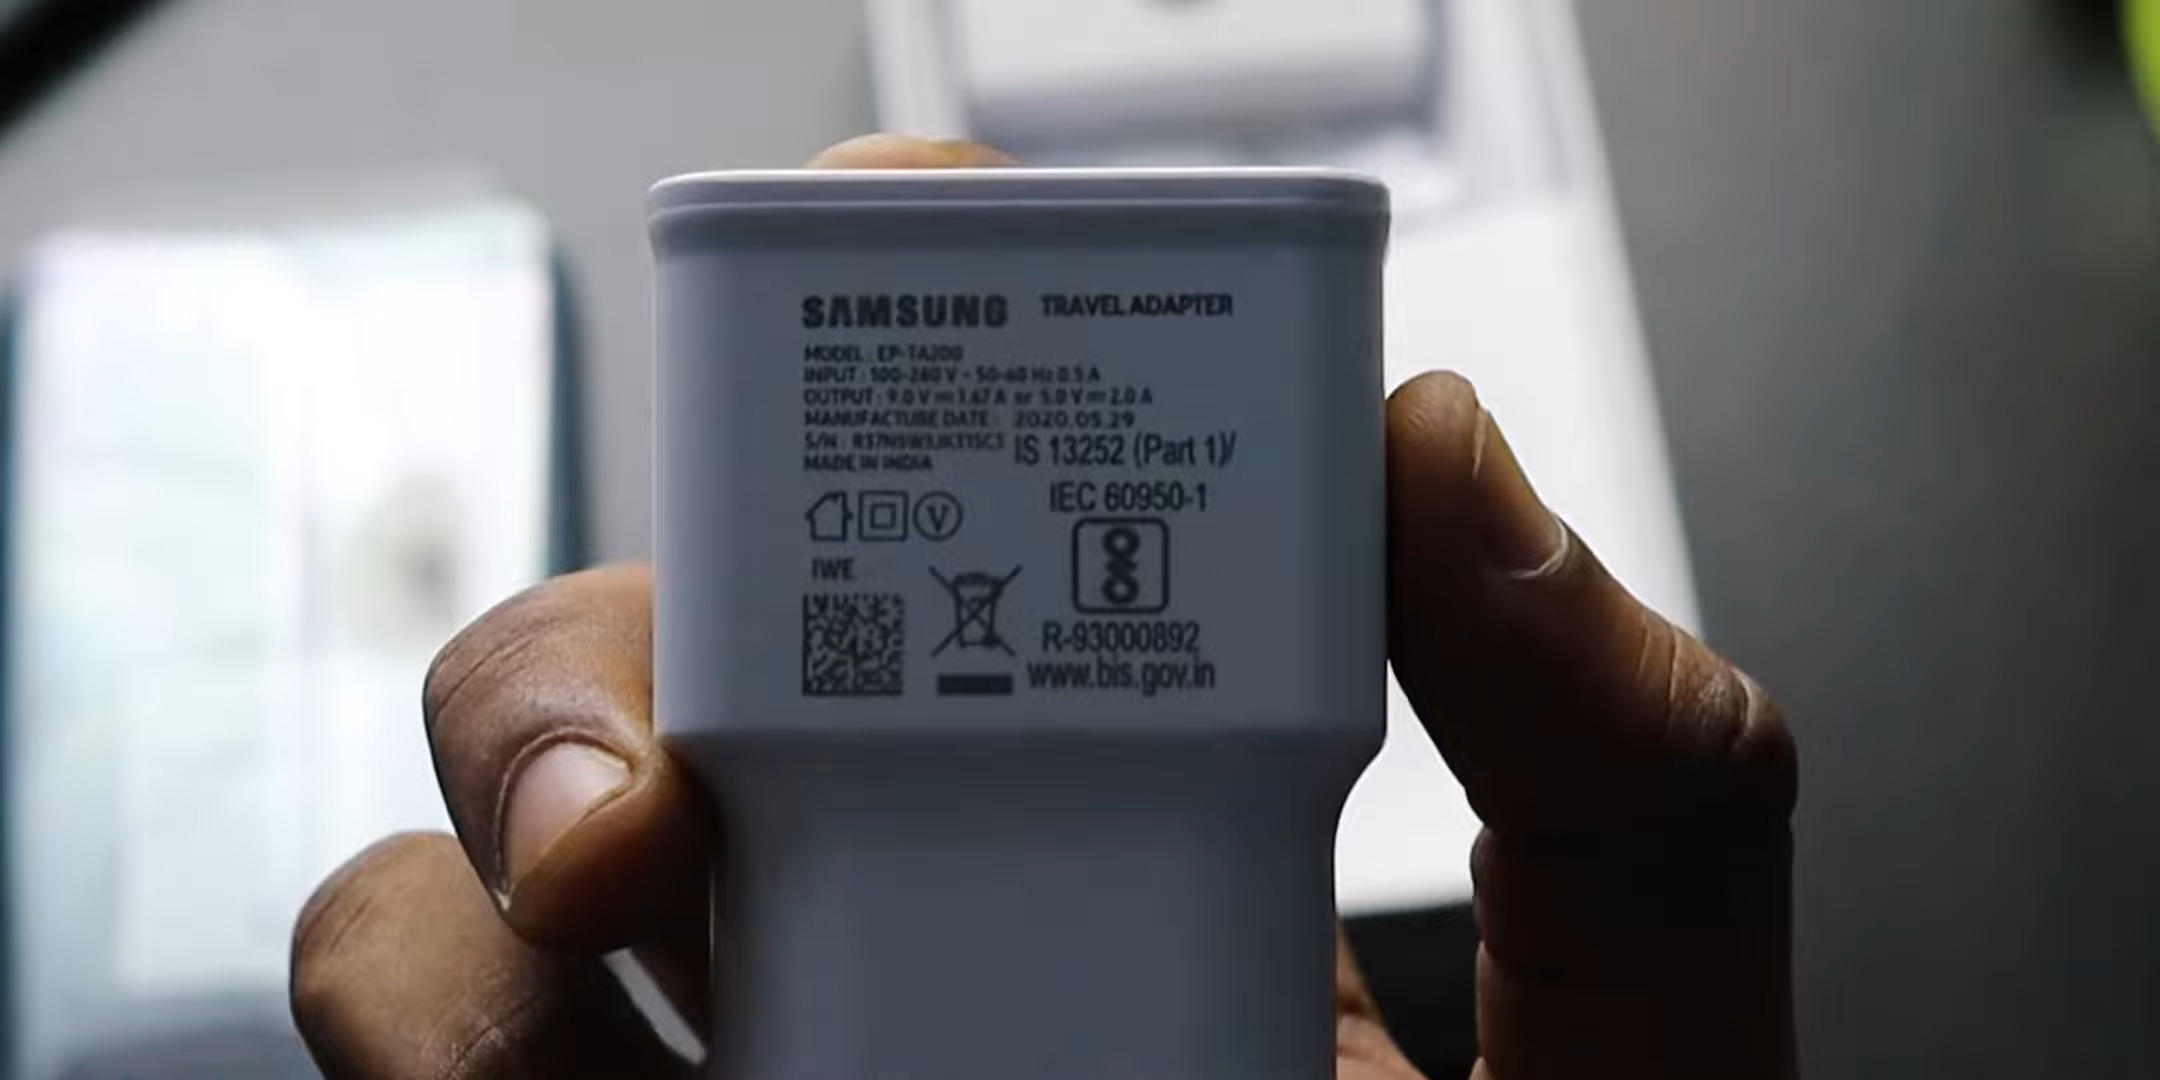 SAMSUNG TRAVEL ADAPTER
MODEL : EP-TA200
INPUT : 100-240 V ~ 50-60 Hz 0.5 A
OUTPUT : 9.0 V ⎓ 1.67 A or 5.0 V ⎓ 2.0 A
MANUFACTURE DATE : 2020.05.29
S/N :
MADE IN INDIA
IS 13252 (Part 1)/
IEC 60950-1
V
IWE
R-93000892
www.bis.gov.in